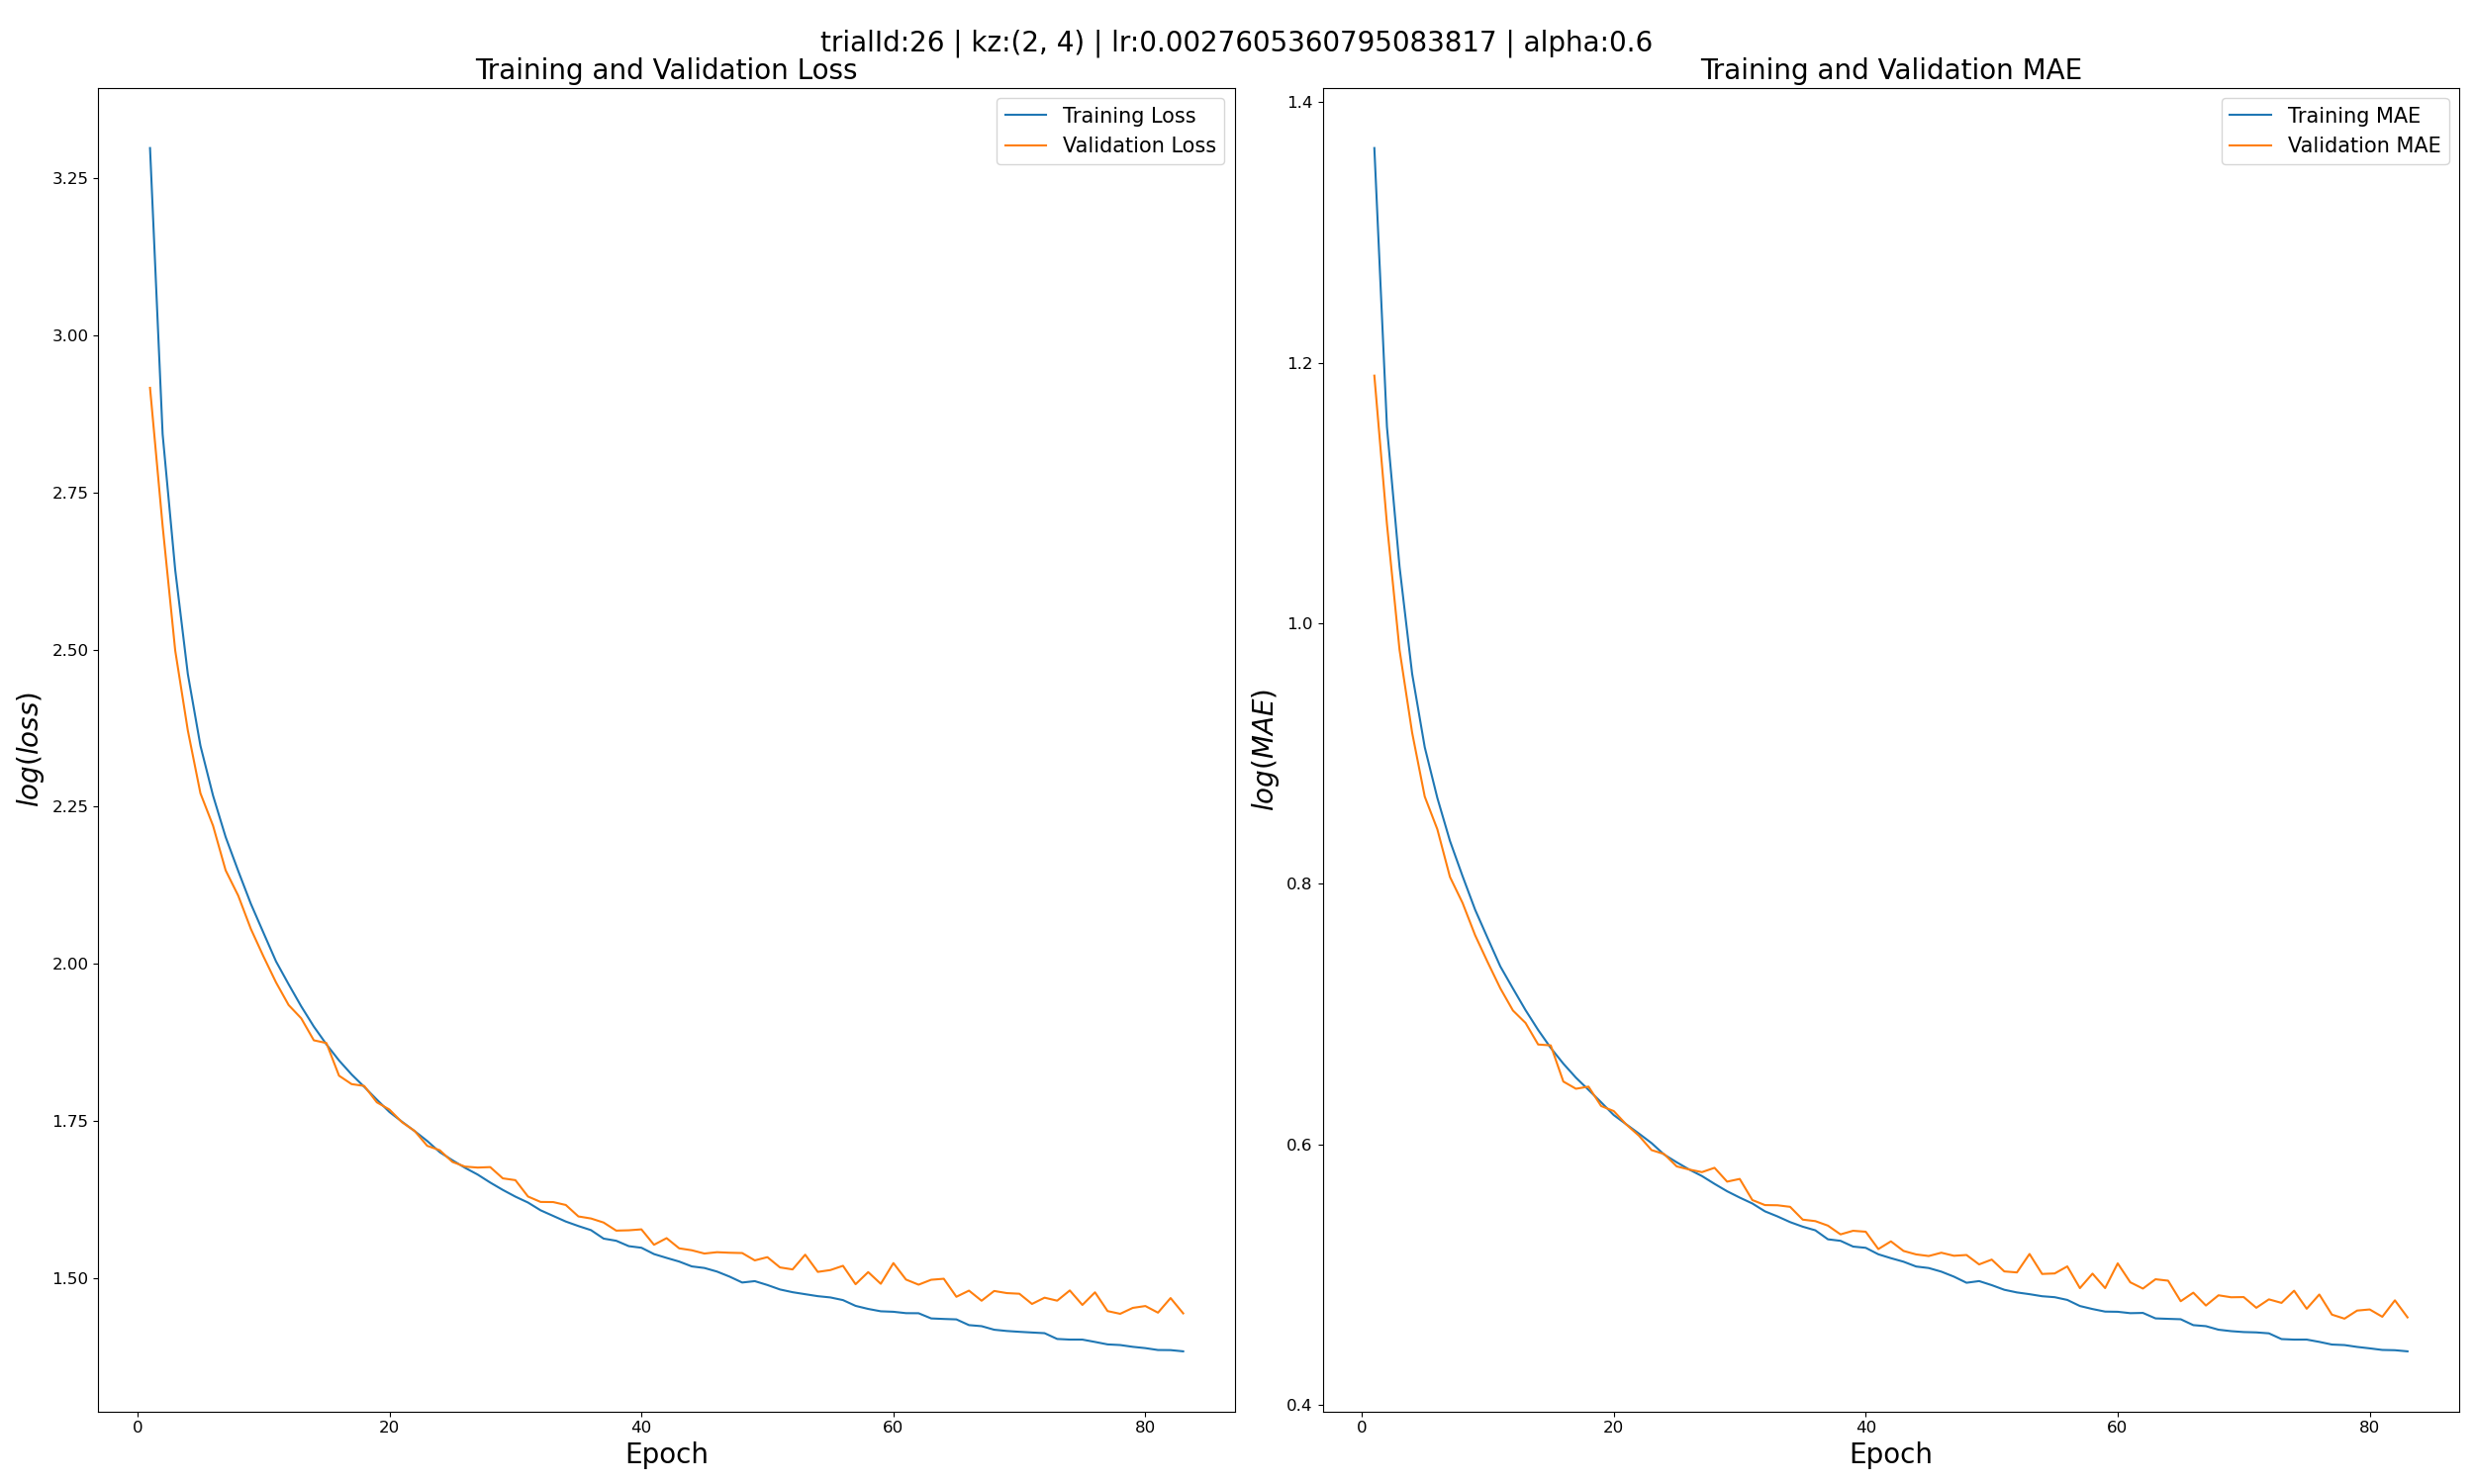 trialId:26 | kz:(2, 4) | lr:0.0027605360795083817 | alpha:0.6
Training and Validation Loss
Training Loss
Validation Loss
3.25
3.00
2.75
2.50
2.25
2.00
1.75
1.50
log(loss)
0
20
40
60
80
Epoch
Training and Validation MAE
Training MAE
Validation MAE
1.4
1.2
1.0
0.8
0.6
0.4
log(MAE)
0
20
40
60
80
Epoch